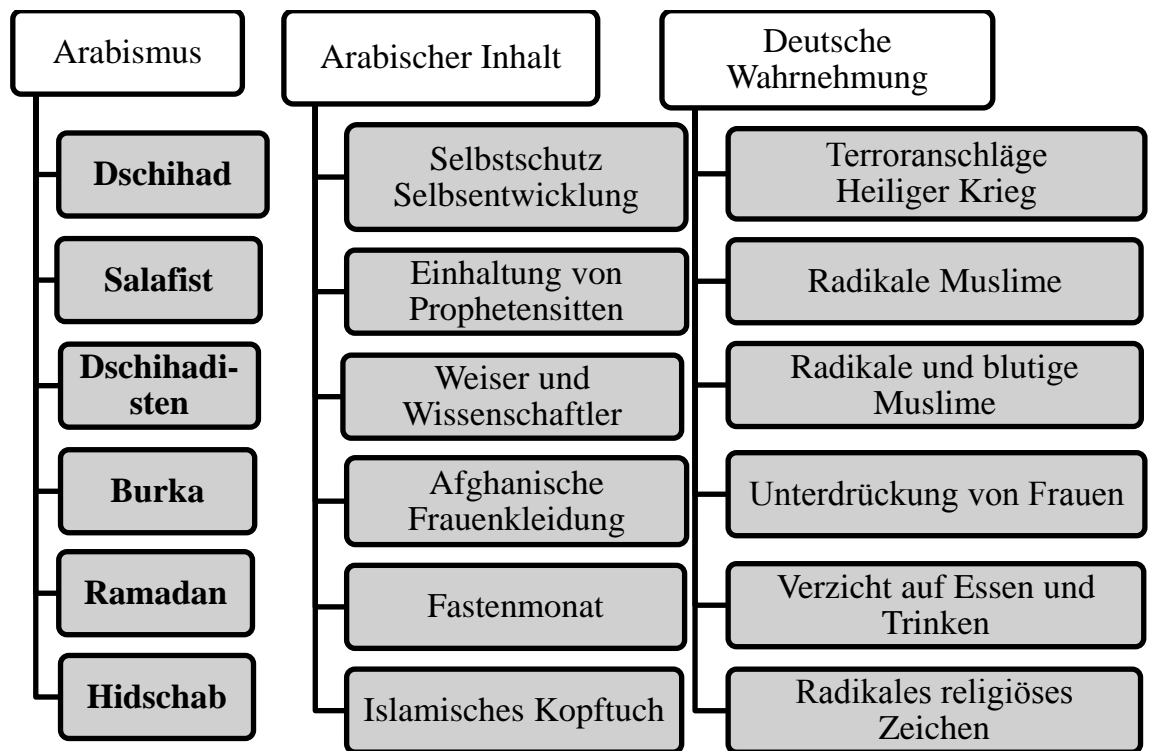 Arabismus
Dschihad
Salafist
Dschihadi-
sten
Burka
Ramadan
Hidschab
Arabischer Inhalt
Selbstschutz
Selbsentwicklung
Einhaltung von
Prophetensitten
Weiser und
Wissenschaftler
Afghanische
Frauenkleidung
Fastenmonat
Islamisches Kopftuch
Deutsche
Wahrnehmung
Terroranschläge
Heiliger Krieg
Radikale Muslime
Radikale und blutige
Muslime
Unterdrückung von Frauen
Verzicht auf Essen und
Trinken
Radikales religiöses
Zeichen